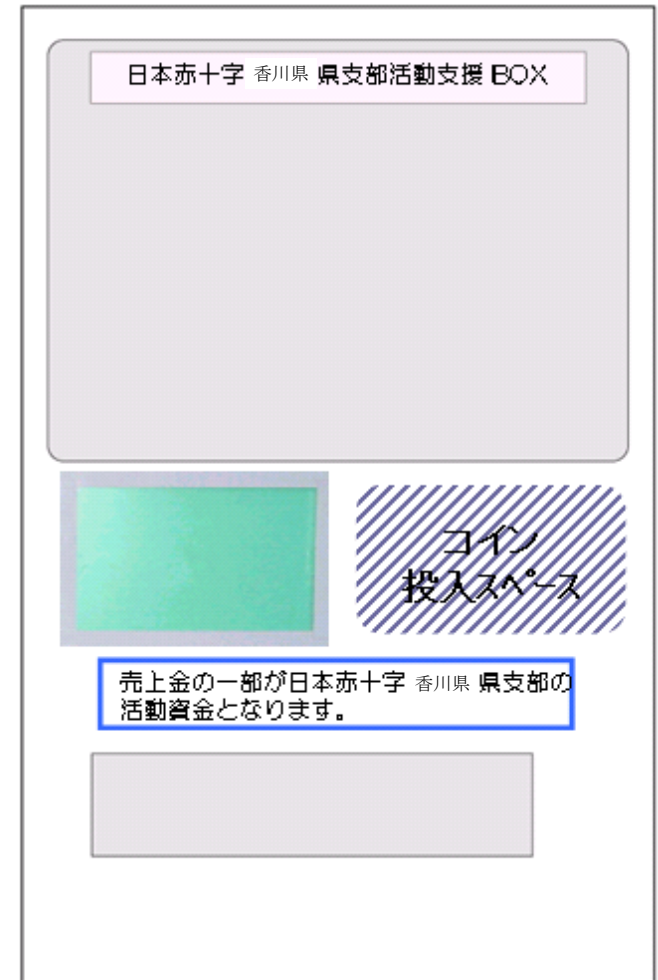 日本赤十字 香川県 県支部活動支援 BOX
コイン
投入スペース
売上金の一部が日本赤十字 香川県 県支部の
活動資金となります。